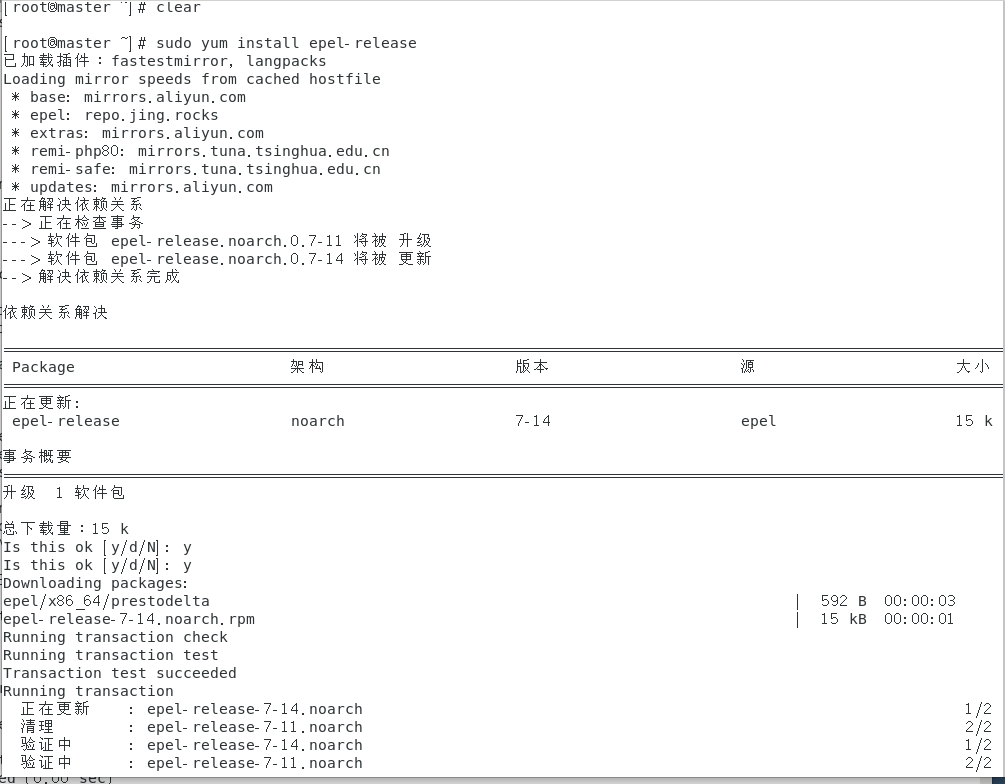 [root@master ~]# clear
[root@master ~]# sudo yum install epel-release
已加载插件：fastestmirror, langpacks
Loading mirror speeds from cached hostfile
 * base: mirrors.aliyun.com
 * epel: repo.jing.rocks
 * extras: mirrors.aliyun.com
 * remi-php80: mirrors.tuna.tsinghua.edu.cn
 * remi-safe: mirrors.tuna.tsinghua.edu.cn
 * updates: mirrors.aliyun.com
正在解决依赖关系
--> 正在检查事务
---> 软件包 epel-release.noarch.0.7-11 将被 升级
---> 软件包 epel-release.noarch.0.7-14 将被 更新
--> 解决依赖关系完成
依赖关系解决
Package 架构 版本 源 大小
正在更新:
epel-release noarch 7-14 epel 15 k
事务概要
升级 1 软件包
总下载量：15 k
Is this ok [y/d/N]: y
Is this ok [y/d/N]: y
Downloading packages:
epel/x86_64/prestodelta | 592 B 00:00:03
epel-release-7-14.noarch.rpm | 15 kB 00:00:01
Running transaction check
Running transaction test
Transaction test succeeded
Running transaction
正在更新 : epel-release-7-14.noarch 1/2
清理 : epel-release-7-11.noarch 2/2
验证中 : epel-release-7-14.noarch 1/2
验证中 : epel-release-7-11.noarch 2/2